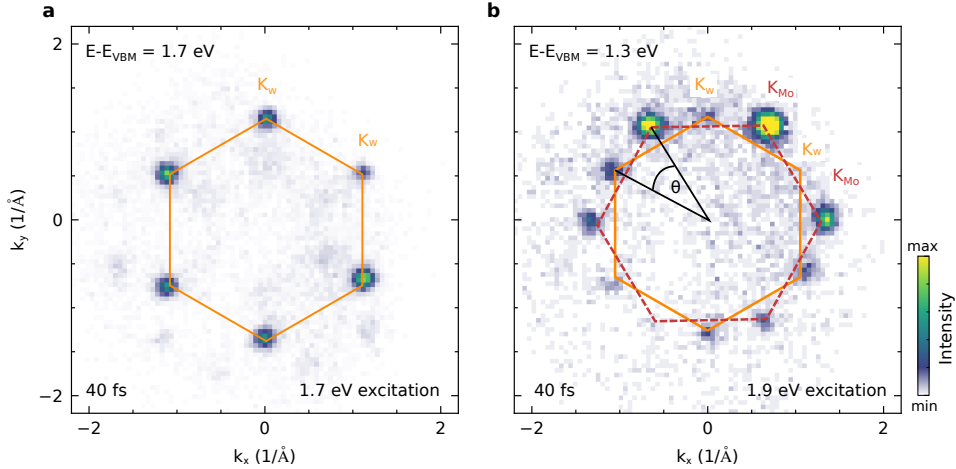 a
E-E_VBM = 1.7 eV
K_w
K_w
40 fs
1.7 eV excitation
k_y (1/Å)
2
0
−2
−2
0
2
k_x (1/Å)
b
E-E_VBM = 1.3 eV
K_w
K_Mo
K_w
K_Mo
θ
40 fs
1.9 eV excitation
−2
0
2
k_x (1/Å)
max
Intensity
min